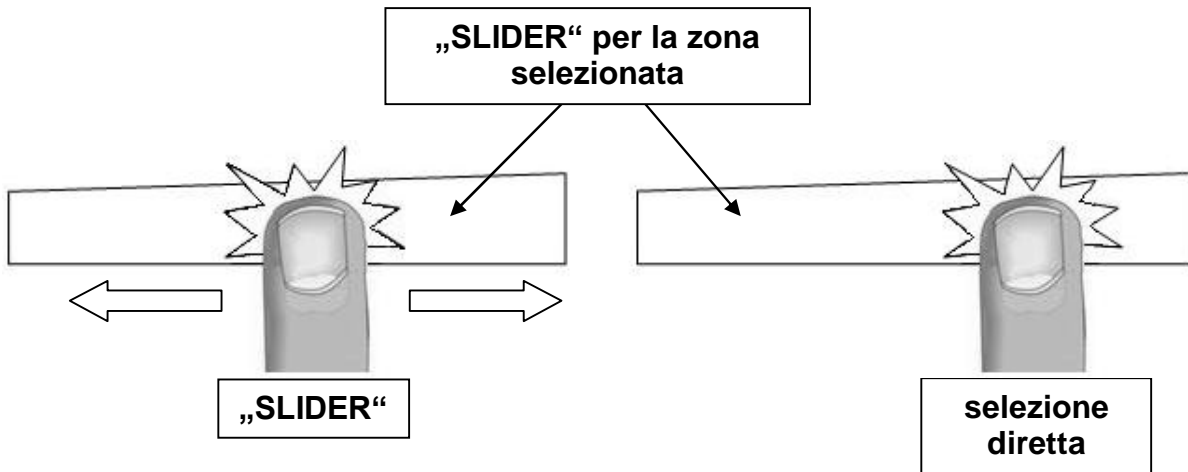 „SLIDER“ per la zona
selezionata
„SLIDER“
selezione
diretta